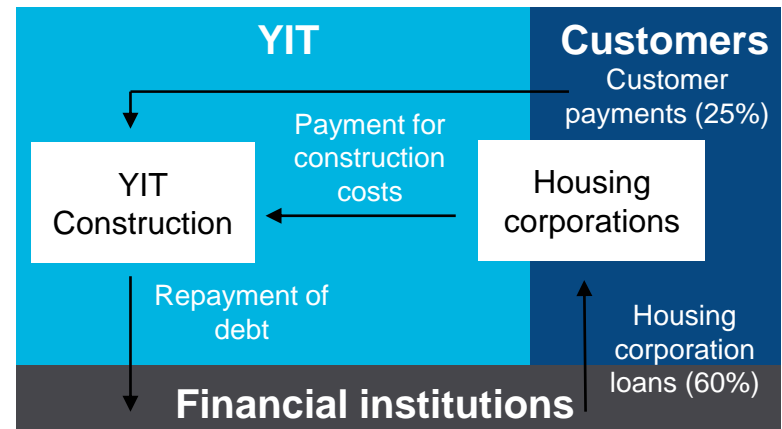 YIT
Customers
Customer
payments (25%)
Payment for
construction
costs
YIT
Construction
Housing
corporations
Repayment of
debt
Housing
corporation
loans (60%)
Financial institutions